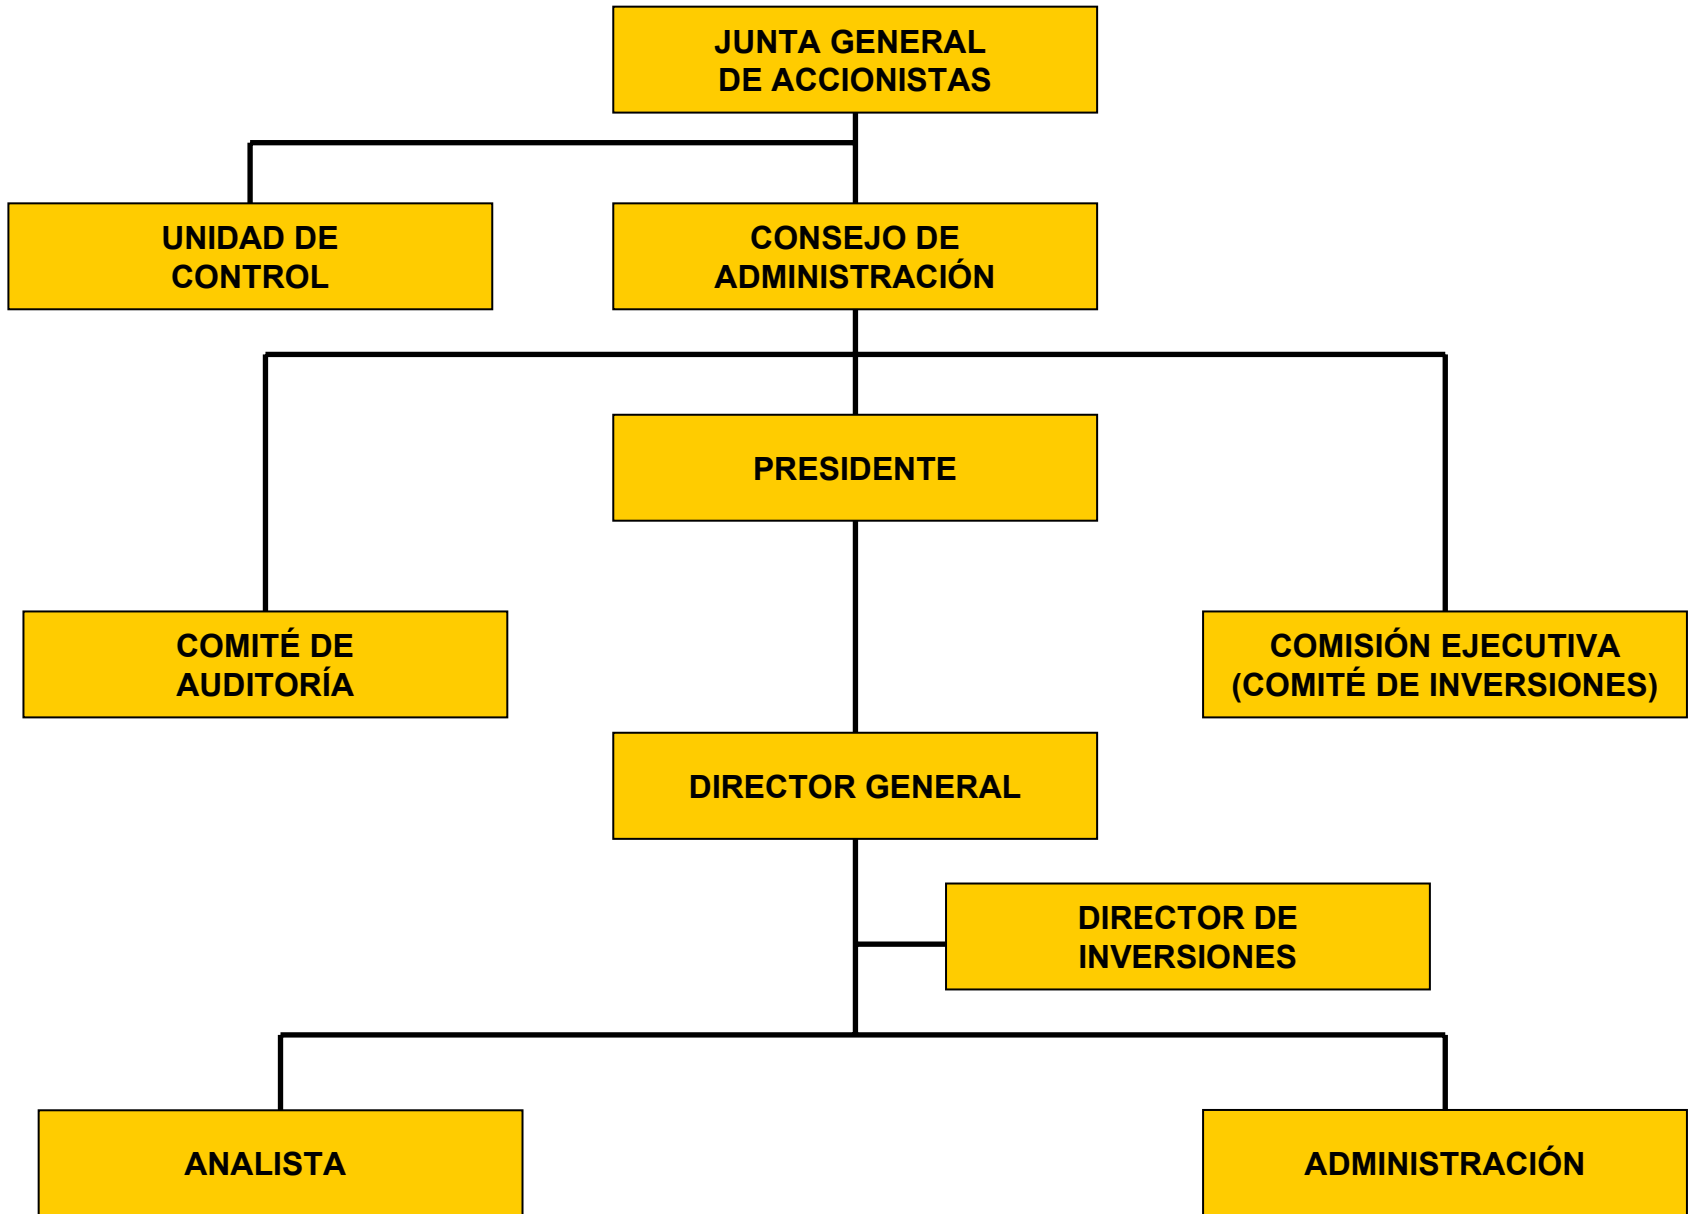 JUNTA GENERAL
DE ACCIONISTAS
UNIDAD DE
CONTROL
CONSEJO DE
ADMINISTRACIÓN
PRESIDENTE
COMITÉ DE
AUDITORÍA
COMISIÓN EJECUTIVA
(COMITÉ DE INVERSIONES)
DIRECTOR GENERAL
DIRECTOR DE
INVERSIONES
ANALISTA
ADMINISTRACIÓN